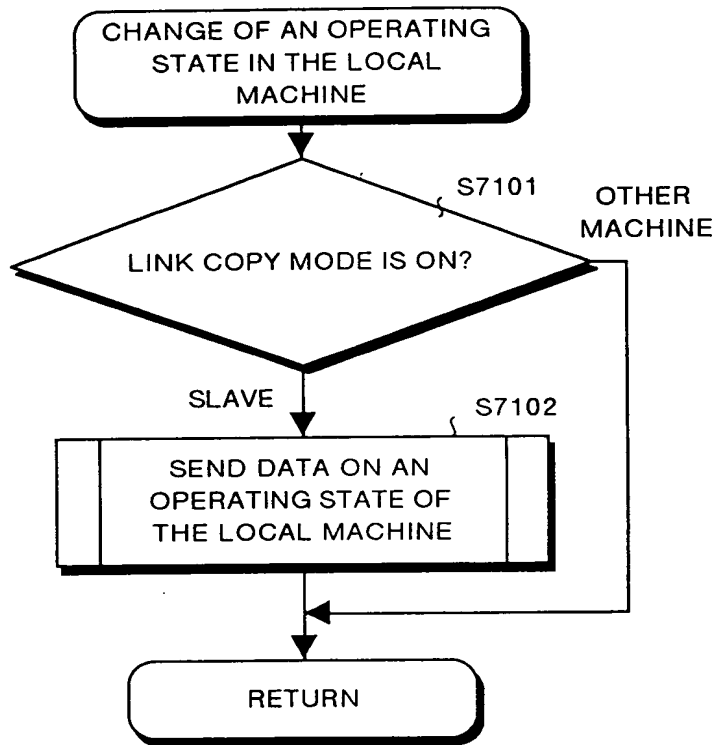 CHANGE OF AN OPERATING
STATE IN THE LOCAL
MACHINE
S7101
OTHER
MACHINE
LINK COPY MODE IS ON?
SLAVE
S7102
SEND DATA ON AN
OPERATING STATE OF
THE LOCAL MACHINE
RETURN